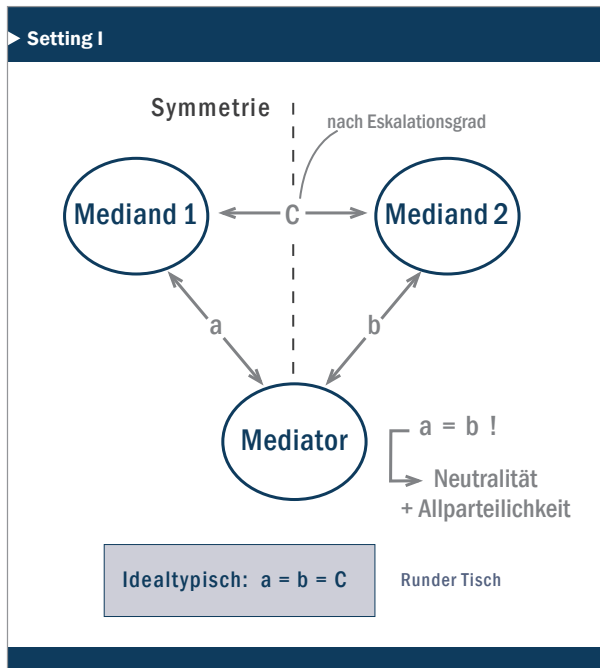 Setting I
Symmetrie
nach Eskalationsgrad
Mediand 1
C
Mediand 2
a
b
Mediator
a = b !
Neutralität
+ Allparteilichkeit
Idealtypisch: a = b = C
Runder Tisch